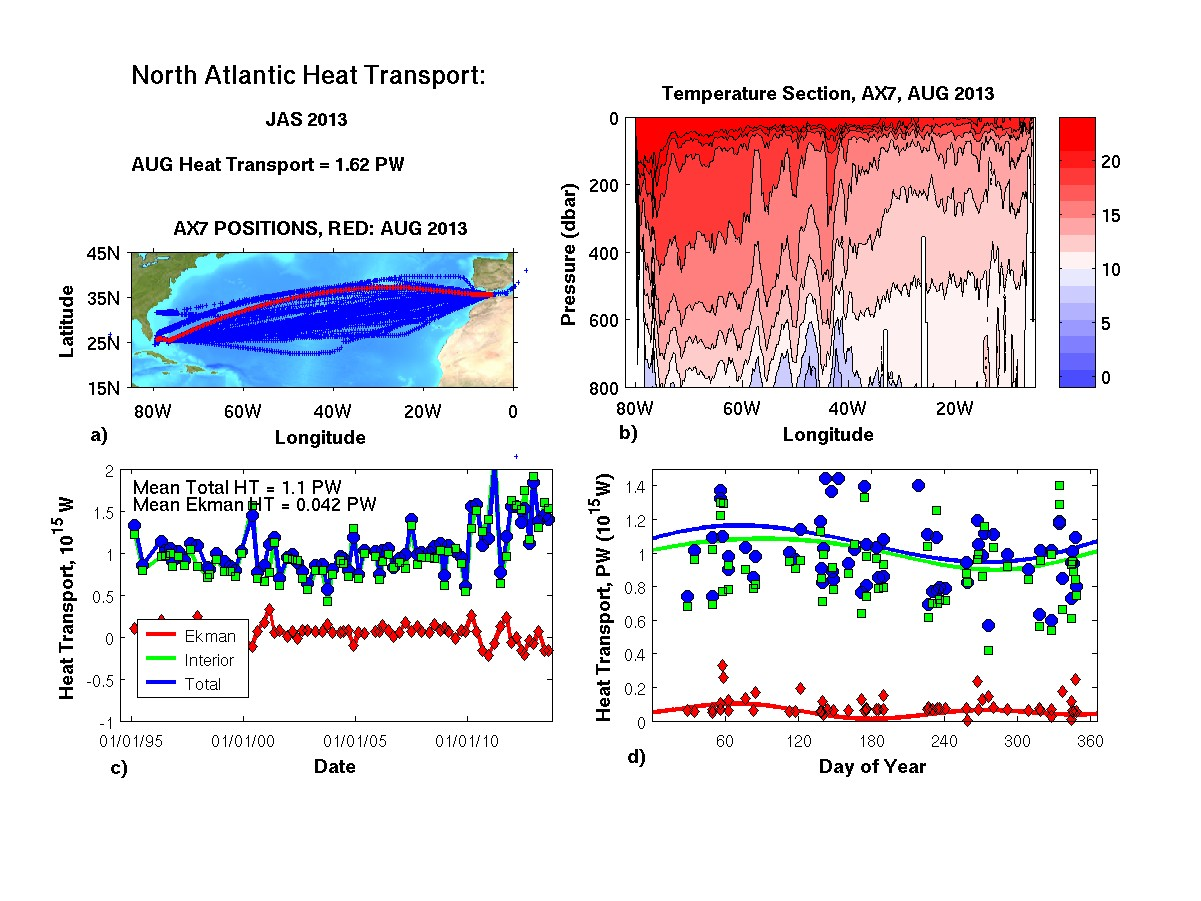 North Atlantic Heat Transport:
JAS 2013
AUG Heat Transport = 1.62 PW
AX7 POSITIONS, RED: AUG 2013
45N
35N
25N
15N
Latitude
80W 60W 40W 20W 0
Longitude
a)
Temperature Section, AX7, AUG 2013
0
200
400
600
800
Pressure (dbar)
80W 60W 40W 20W
Longitude
b)
20
15
10
5
0
Mean Total HT = 1.1 PW
Mean Ekman HT = 0.042 PW
2
1.5
1
0.5
0
-0.5
-1
Heat Transport, 10^15 W
Ekman
Interior
Total
01/01/95 01/01/00 01/01/05 01/01/10
Date
c)
1.4
1.2
1
0.8
0.6
0.4
0.2
0
Heat Transport, PW (10^15 W)
60 120 180 240 300 360
Day of Year
d)